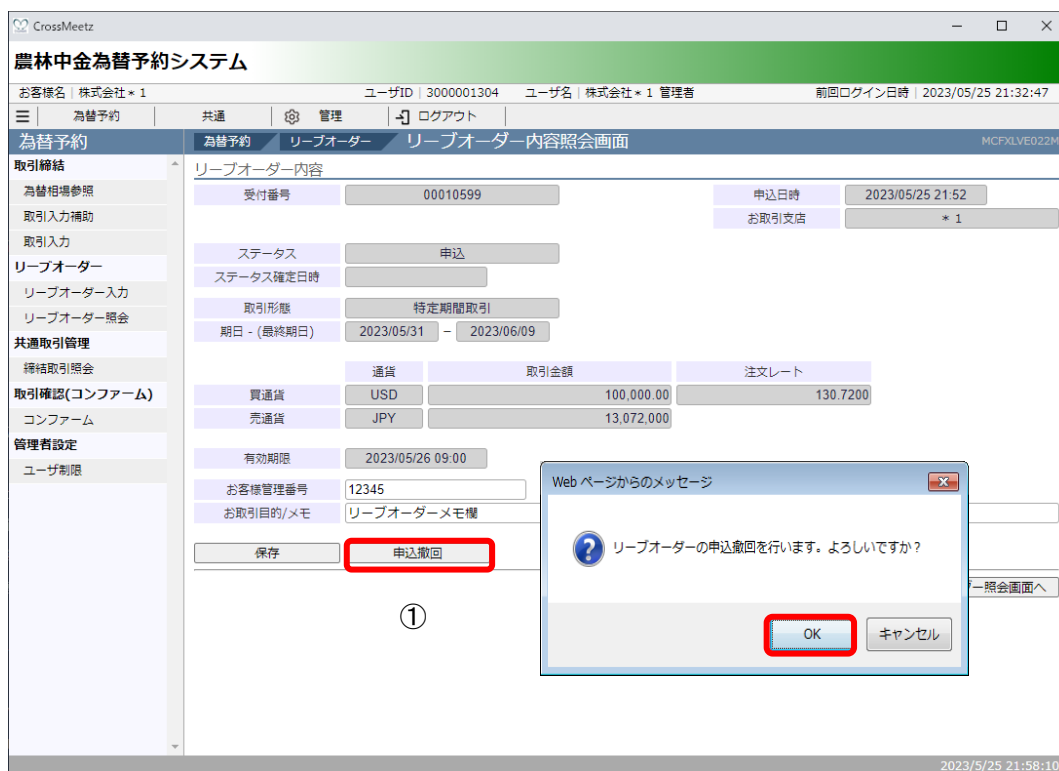 CrossMeetz
農林中金為替予約システム
お客様名 | 株式会社＊1 ユーザID | 3000001304 ユーザ名 | 株式会社＊1 管理者 前回ログイン日時 | 2023/05/25 21:32:47
為替予約 共通 管理 ログアウト
為替予約 為替予約 リーブオーダー リーブオーダー内容照会画面 MCFXLVE022M
取引締結
為替相場参照
取引入力補助
取引入力
リーブオーダー
リーブオーダー入力
リーブオーダー照会
共通取引管理
締結取引照会
取引確認(コンファーム)
コンファーム
管理者設定
ユーザ制限
リーブオーダー内容
受付番号 00010599 申込日時 2023/05/25 21:52
お取引支店 ＊1
ステータス 申込
ステータス確定日時
取引形態 特定期間取引
期日 - (最終期日) 2023/05/31 － 2023/06/09
通貨 取引金額 注文レート
買通貨 USD 100,000.00 130.7200
売通貨 JPY 13,072,000
有効期限 2023/05/26 09:00
お客様管理番号 12345
お取引目的/メモ リーブオーダーメモ欄
保存 申込撤回
①
Web ページからのメッセージ
リーブオーダーの申込撤回を行います。よろしいですか？
OK キャンセル
ー照会画面へ
2023/5/25 21:58:10